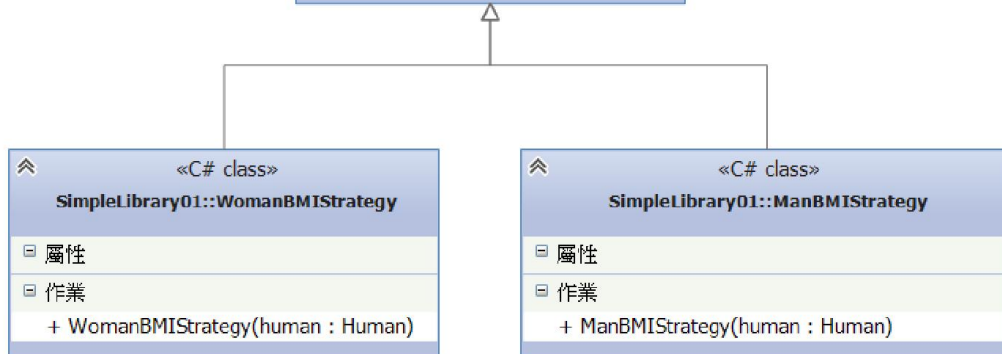 «C# class»
SimpleLibrary01::WomanBMIStrategy
屬性
作業
+ WomanBMIStrategy(human : Human)
«C# class»
SimpleLibrary01::ManBMIStrategy
屬性
作業
+ ManBMIStrategy(human : Human)